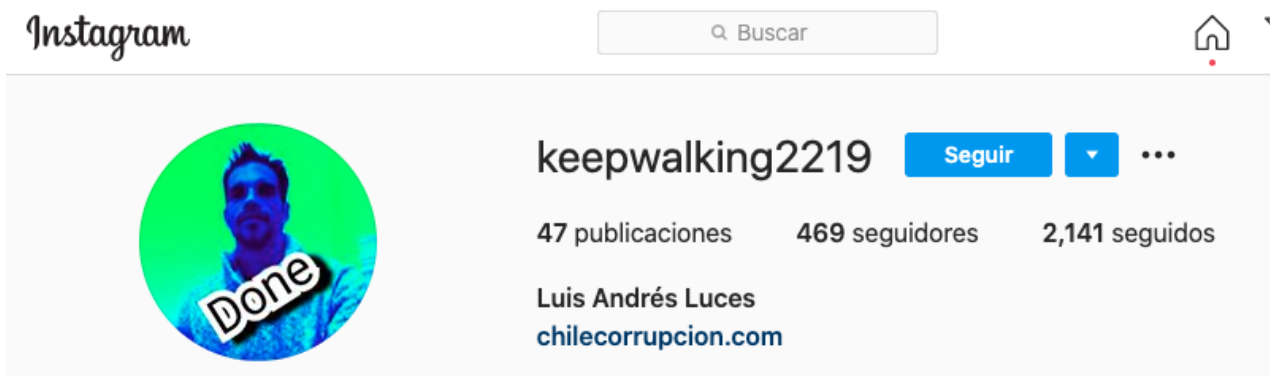 Instagram
Buscar
keepwalking2219
Seguir
47 publicaciones 469 seguidores 2,141 seguidos
Luis Andrés Luces
chilecorrupcion.com
Done